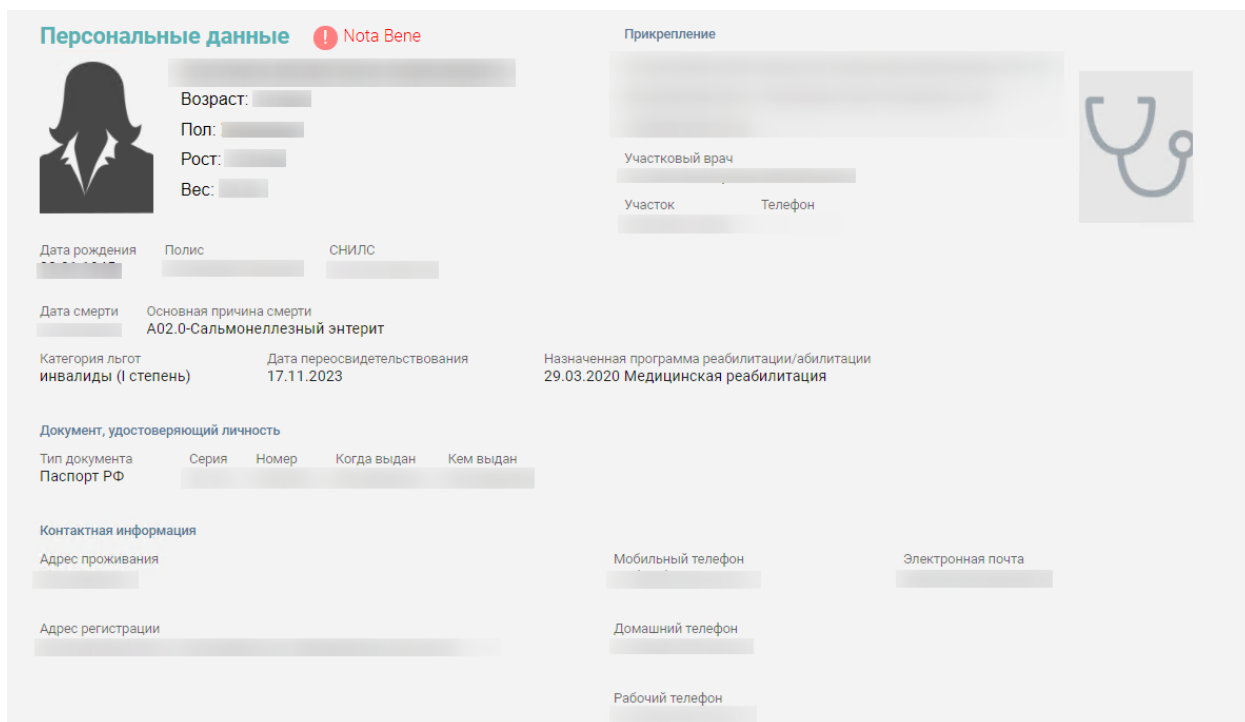 Персональные данные ! Nota Bene
Возраст:
Пол:
Рост:
Вес:
Прикрепление
Участковый врач
Участок Телефон
Дата рождения Полис СНИЛС
Дата смерти Основная причина смерти
A02.0-Сальмонеллезный энтерит
Категория льгот Дата переосвидетельствования Назначенная программа реабилитации/абилитации
инвалиды (I степень) 17.11.2023 29.03.2020 Медицинская реабилитация
Документ, удостоверяющий личность
Тип документа Серия Номер Когда выдан Кем выдан
Паспорт РФ
Контактная информация
Адрес проживания Мобильный телефон Электронная почта
Адрес регистрации Домашний телефон
Рабочий телефон